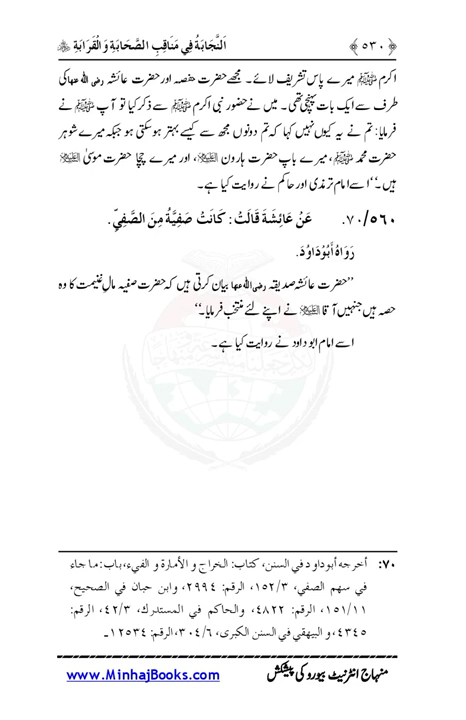 ﴿ ٥٣٠ ﴾ اَلنَّجَابَةُ فِي مَنَاقِبِ الصَّحَابَةِ وَ الْقَرَابَةِ
اکرم ﷺ میرے پاس تشریف لائے۔ مجھے حضرت حفصہ اور حضرت عائشہ رضی اللہ عنہا کی
طرف سے ایک بات پہنچی تھی۔ میں نے حضور نبی اکرم ﷺ سے ذکر کیا تو آپ ﷺ نے
فرمایا: تم نے یہ کیوں نہیں کہا کہ تم دونوں مجھ سے کیسے بہتر ہو سکتی ہو جبکہ میرے شوہر
حضرت محمد ﷺ، میرے باپ حضرت ہارون علیہ السلام، اور میرے چچا حضرت موسیٰ علیہ السلام
ہیں۔‘‘ اسے امام ترمذی اور حاکم نے روایت کیا ہے۔
٥٦٠/٧٠. عَنْ عَائِشَةَ قَالَتْ: كَانَتْ صَفِيَّةُ مِنَ الصَّفِيِّ.
رَوَاهُ أَبُوْدَاوُدَ.
’’حضرت عائشہ صدیقہ رضی اللہ عنہا بیان کرتی ہیں کہ حضرت صفیہ مالِ غنیمت کا وہ
حصہ ہیں جنہیں آقا علیہ السلام نے اپنے لئے منتخب فرمایا۔‘‘
اسے امام ابو داود نے روایت کیا ہے۔
٧٠: أخرجه أبوداود في السنن، كتاب: الخراج و الأمارة و الفيء، باب: ما جاء
في سهم الصفي، ١٥٢/٣، الرقم: ٢٩٩٤، وابن حبان في الصحيح،
١٥١/١١، الرقم: ٤٨٢٢، والحاكم في المستدرك، ٤٢/٣، الرقم:
٤٣٤٥، و البيهقي في السنن الكبرى، ٣٠٤/٦، الرقم: ١٢٥٣٤۔
منہاج انٹرنیٹ بیورو کی پیشکش www.MinhajBooks.com